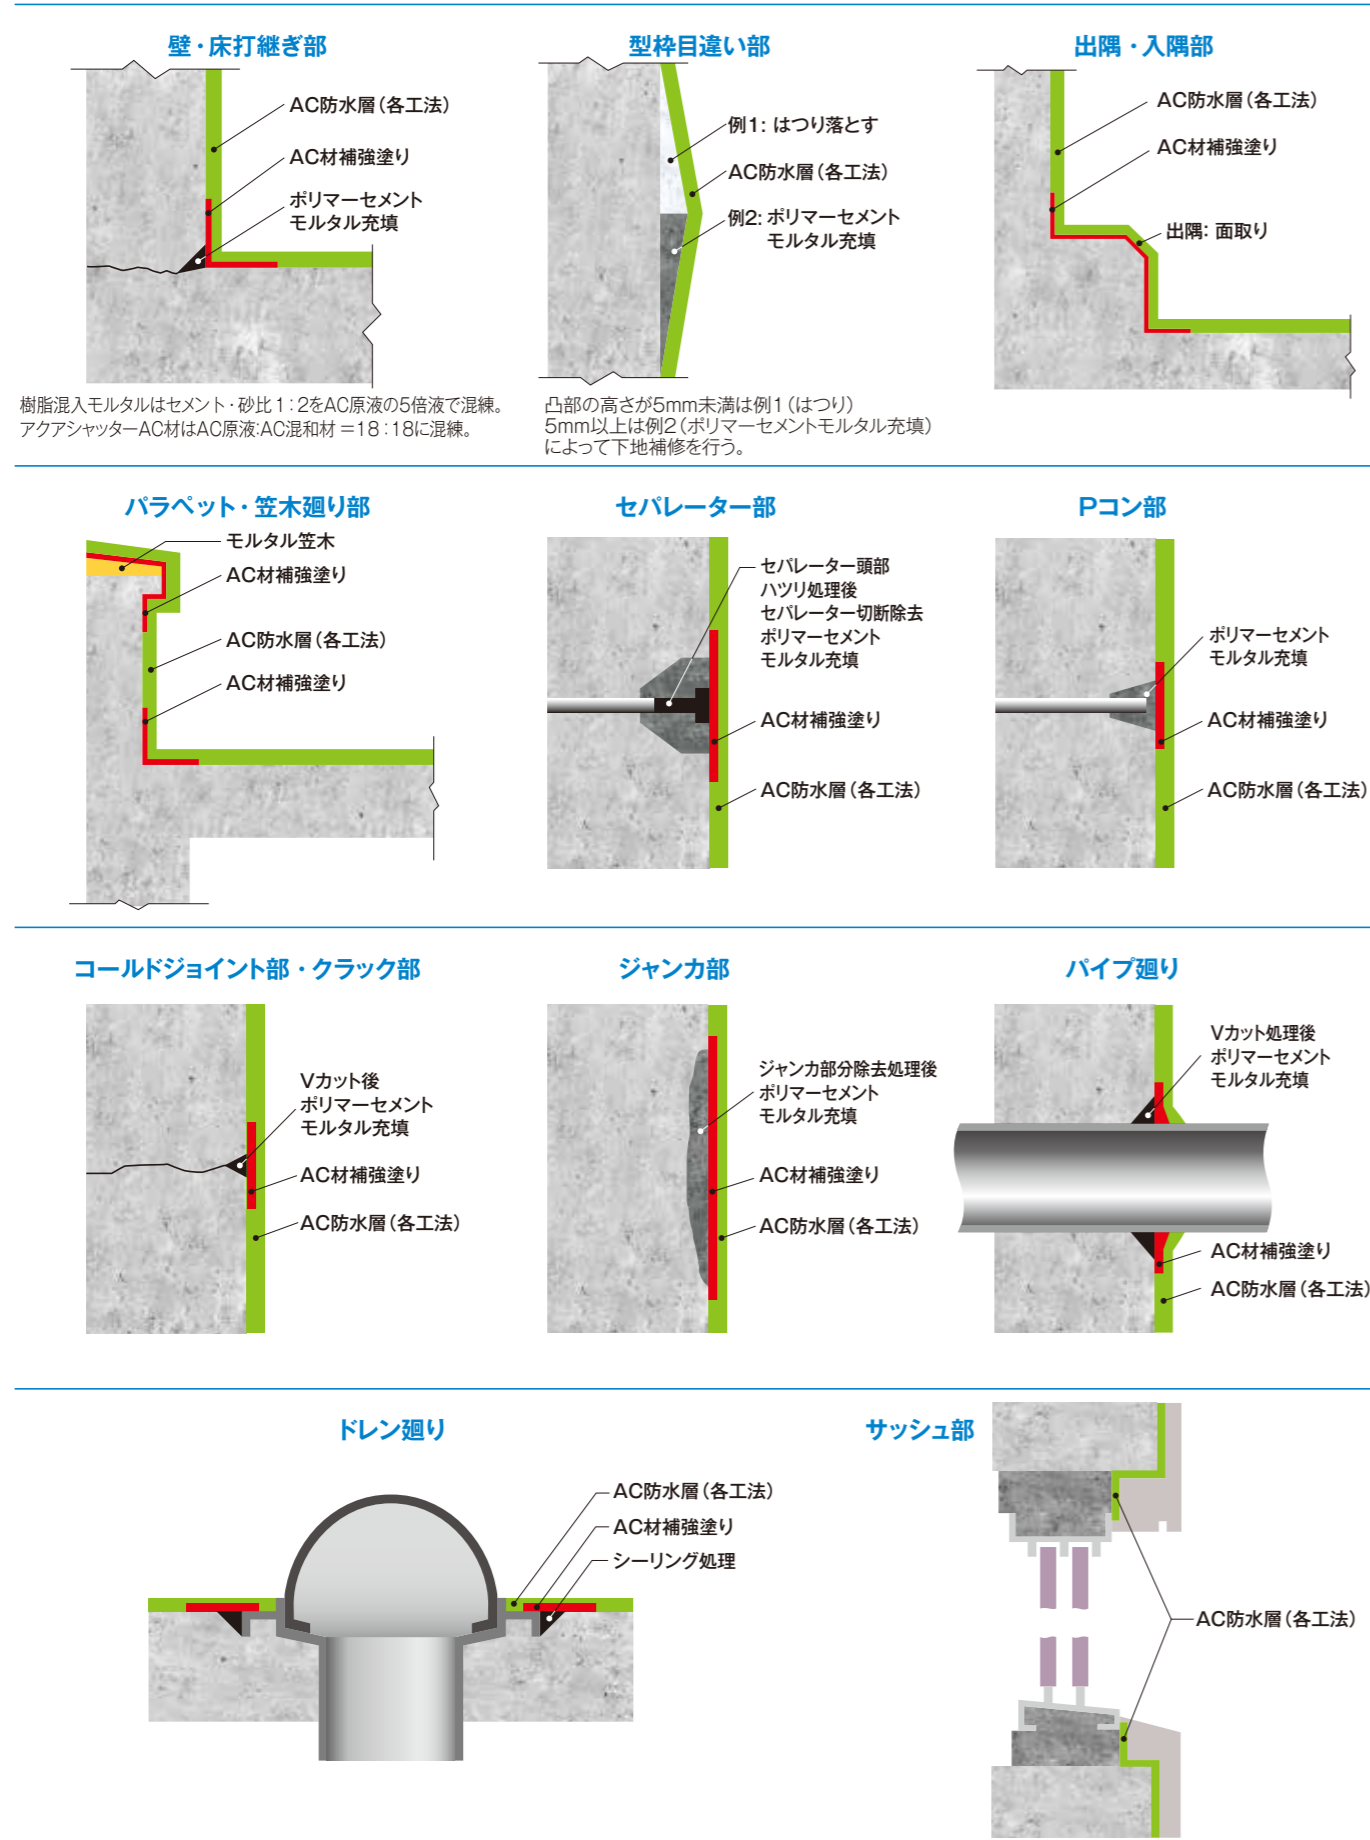 壁・床打継ぎ部
AC防水層（各工法）
AC材補強塗り
ポリマーセメント
モルタル充填
樹脂混入モルタルはセメント・砂比1：2をAC原液の5倍液で混練。
アクアシャッターAC材はAC原液:AC混和材＝18：18に混練。
型枠目違い部
例1: はつり落とす
AC防水層（各工法）
例2: ポリマーセメント
モルタル充填
凸部の高さが5mm未満は例1（はつり）
5mm以上は例2（ポリマーセメントモルタル充填）
によって下地補修を行う。
出隅・入隅部
AC防水層（各工法）
AC材補強塗り
出隅: 面取り
パラペット・笠木廻り部
モルタル笠木
AC材補強塗り
AC防水層（各工法）
AC材補強塗り
セパレーター部
セパレーター頭部
ハツリ処理後
セパレーター切断除去
ポリマーセメント
モルタル充填
AC材補強塗り
AC防水層（各工法）
Pコン部
ポリマーセメント
モルタル充填
AC材補強塗り
AC防水層（各工法）
コールドジョイント部・クラック部
Vカット後
ポリマーセメント
モルタル充填
AC材補強塗り
AC防水層（各工法）
ジャンカ部
ジャンカ部分除去処理後
ポリマーセメント
モルタル充填
AC材補強塗り
AC防水層（各工法）
パイプ廻り
Vカット処理後
ポリマーセメント
モルタル充填
AC材補強塗り
AC防水層（各工法）
ドレン廻り
AC防水層（各工法）
AC材補強塗り
シーリング処理
サッシュ部
AC防水層（各工法）